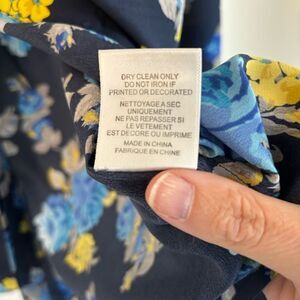 DRY CLEAN ONLY
DO NOT IRON IF
PRINTED OR DECORATED
NETTOYAGE A SEC
UNIQUEMENT
NE PAS REPASSER SI
LE VETEMENT
EST DECORE OU IMPRIME
MADE IN CHINA
FABRIQUE EN CHINE